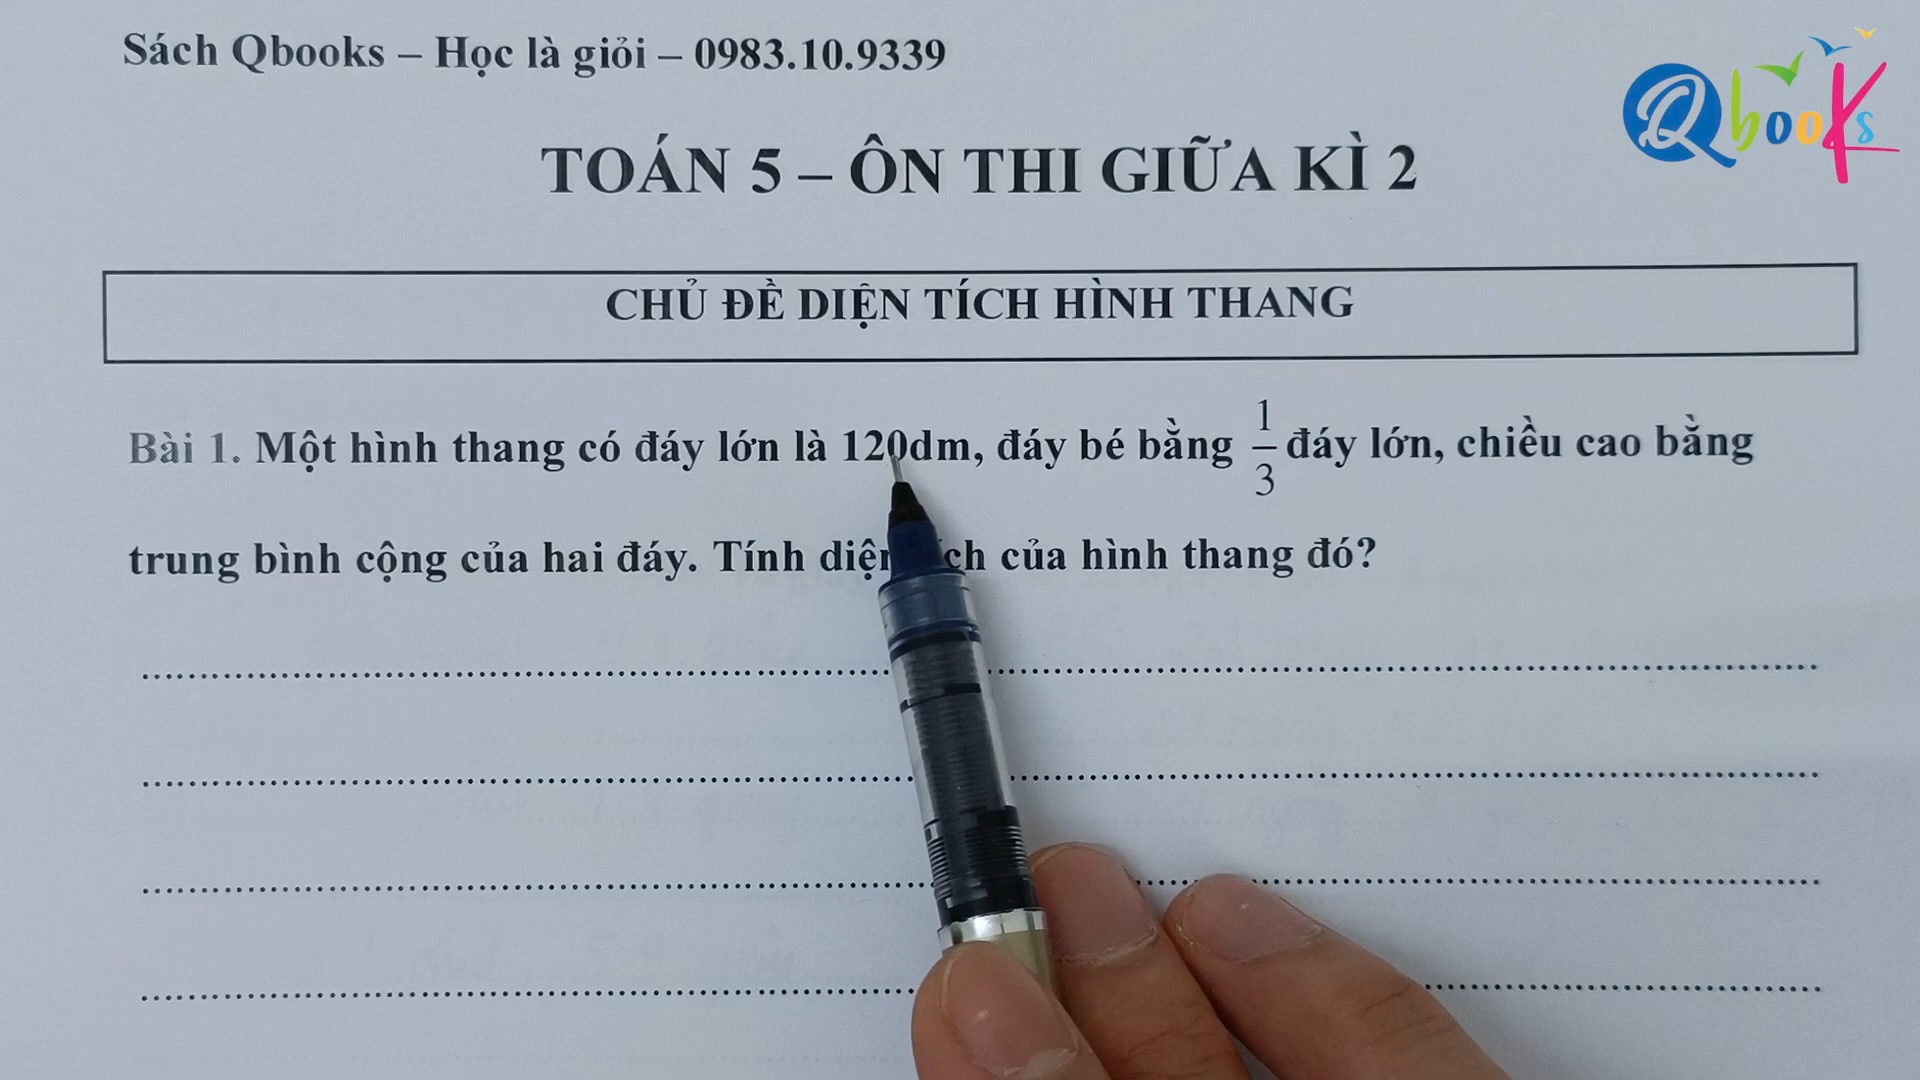 Sách Qbooks – Học là giỏi – 0983.10.9339
Qbooks
TOÁN 5 – ÔN THI GIỮA KÌ 2
CHỦ ĐỀ DIỆN TÍCH HÌNH THANG
Bài 1. Một hình thang có đáy lớn là 120dm, đáy bé bằng 1/3 đáy lớn, chiều cao bằng
trung bình cộng của hai đáy. Tính diện tích của hình thang đó?